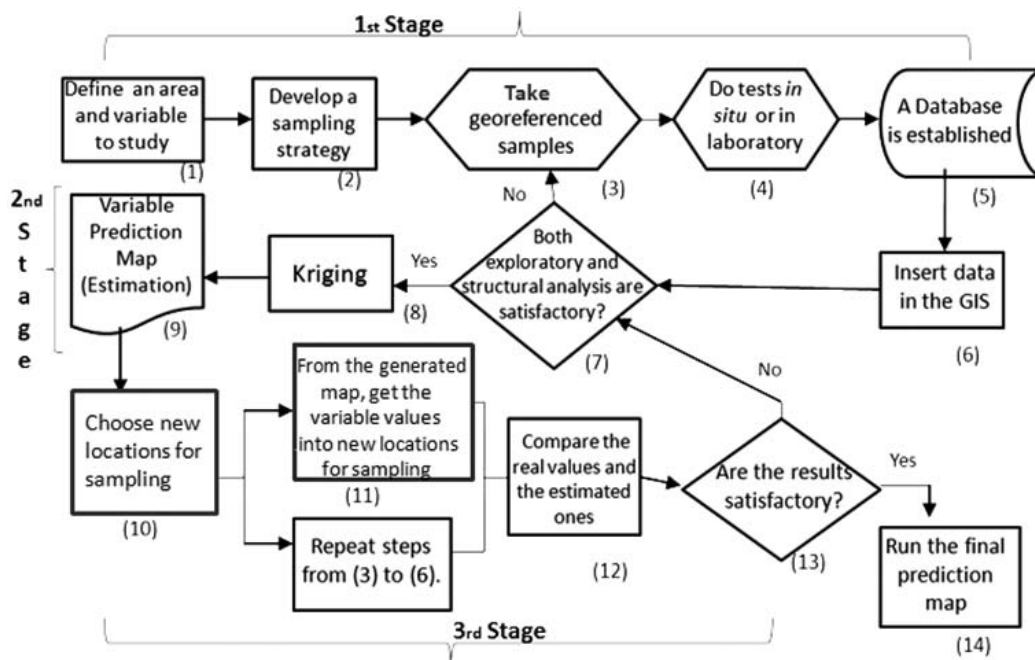 1st Stage
Define an area
and variable
to study
(1)
Develop a
sampling
strategy
(2)
Take
georeferenced
samples
(3)
Do tests in
situ or in
laboratory
(4)
A Database
is established
(5)
Insert data
in the GIS
(6)
No
Both
exploratory and
structural analysis are
satisfactory?
(7)
Yes
Kriging
(8)
2nd
S
t
a
g
e
Variable
Prediction
Map
(Estimation)
(9)
Choose new
locations for
sampling
(10)
From the generated
map, get the
variable values
into new locations
for sampling
(11)
Repeat steps
from (3) to (6).
Compare the
real values and
the estimated
ones
(12)
No
Are the results
satisfactory?
(13)
Yes
Run the final
prediction
map
(14)
3rd Stage